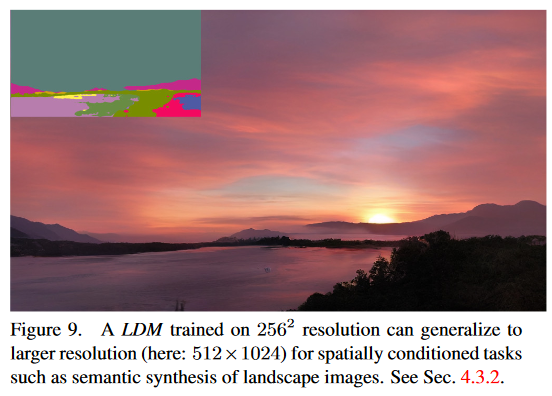 Figure 9. A LDM trained on 256² resolution can generalize to
larger resolution (here: 512×1024) for spatially conditioned tasks
such as semantic synthesis of landscape images. See Sec. 4.3.2.